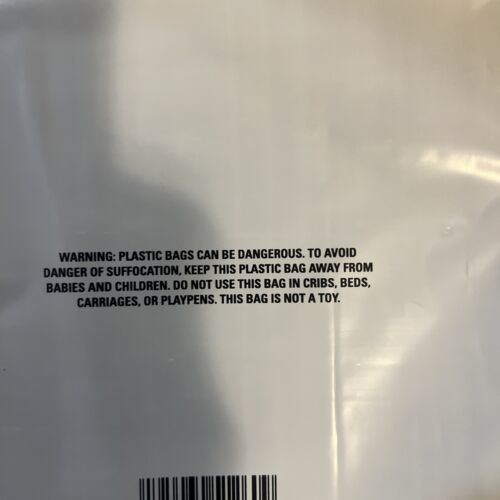 WARNING: PLASTIC BAGS CAN BE DANGEROUS. TO AVOID
DANGER OF SUFFOCATION, KEEP THIS PLASTIC BAG AWAY FROM
BABIES AND CHILDREN. DO NOT USE THIS BAG IN CRIBS, BEDS,
CARRIAGES, OR PLAYPENS. THIS BAG IS NOT A TOY.